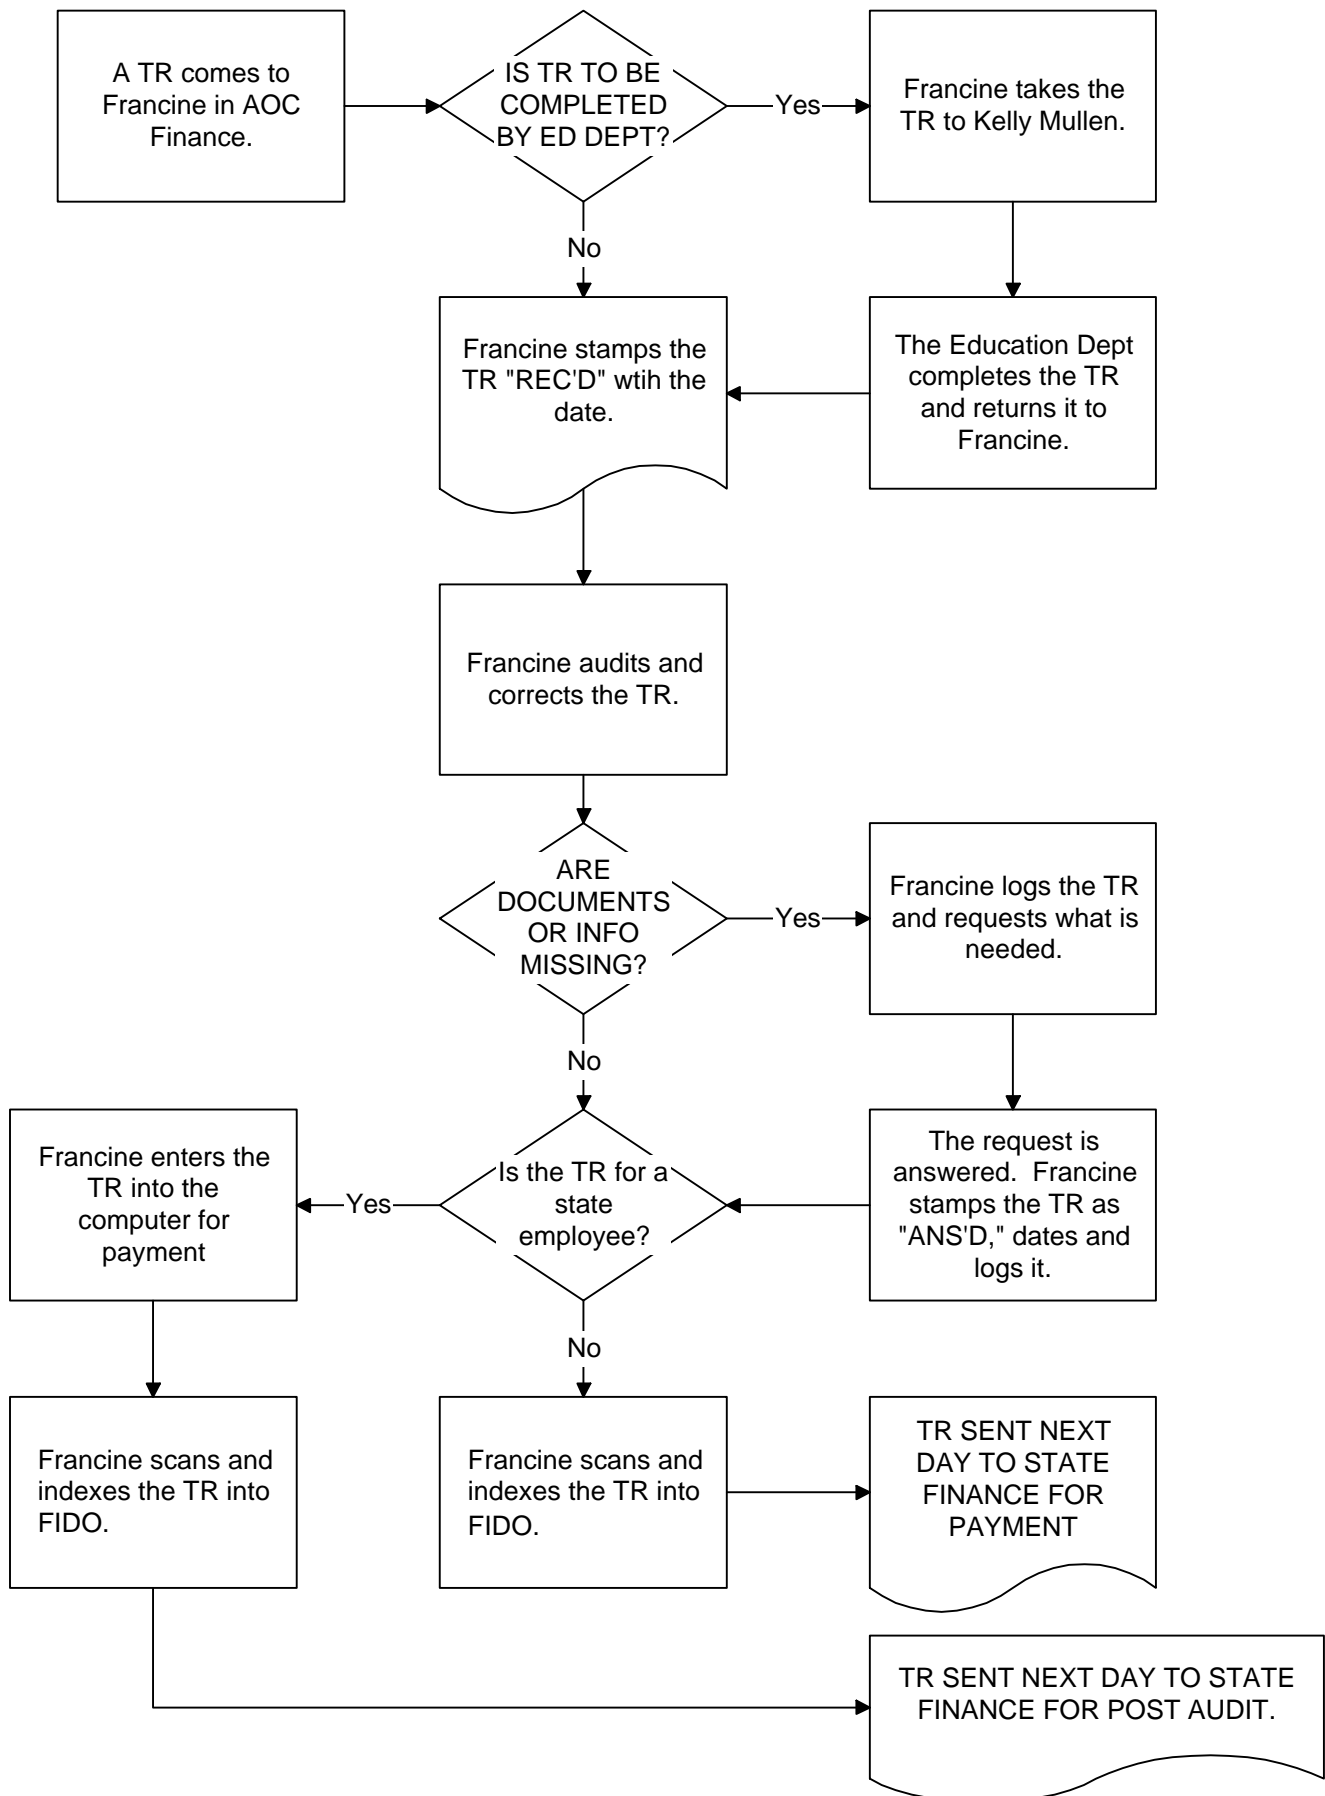 A TR comes to
Francine in AOC
Finance.
IS TR TO BE
COMPLETED
BY ED DEPT?
Yes
Francine takes the
TR to Kelly Mullen.
No
Francine stamps the
TR "REC'D" wtih the
date.
The Education Dept
completes the TR
and returns it to
Francine.
Francine audits and
corrects the TR.
ARE
DOCUMENTS
OR INFO
MISSING?
Yes
Francine logs the TR
and requests what is
needed.
No
Francine enters the
TR into the
computer for
payment
Yes
Is the TR for a
state
employee?
The request is
answered.  Francine
stamps the TR as
"ANS'D," dates and
logs it.
No
Francine scans and
indexes the TR into
FIDO.
Francine scans and
indexes the TR into
FIDO.
TR SENT NEXT
DAY TO STATE
FINANCE FOR
PAYMENT
TR SENT NEXT DAY TO STATE
FINANCE FOR POST AUDIT.